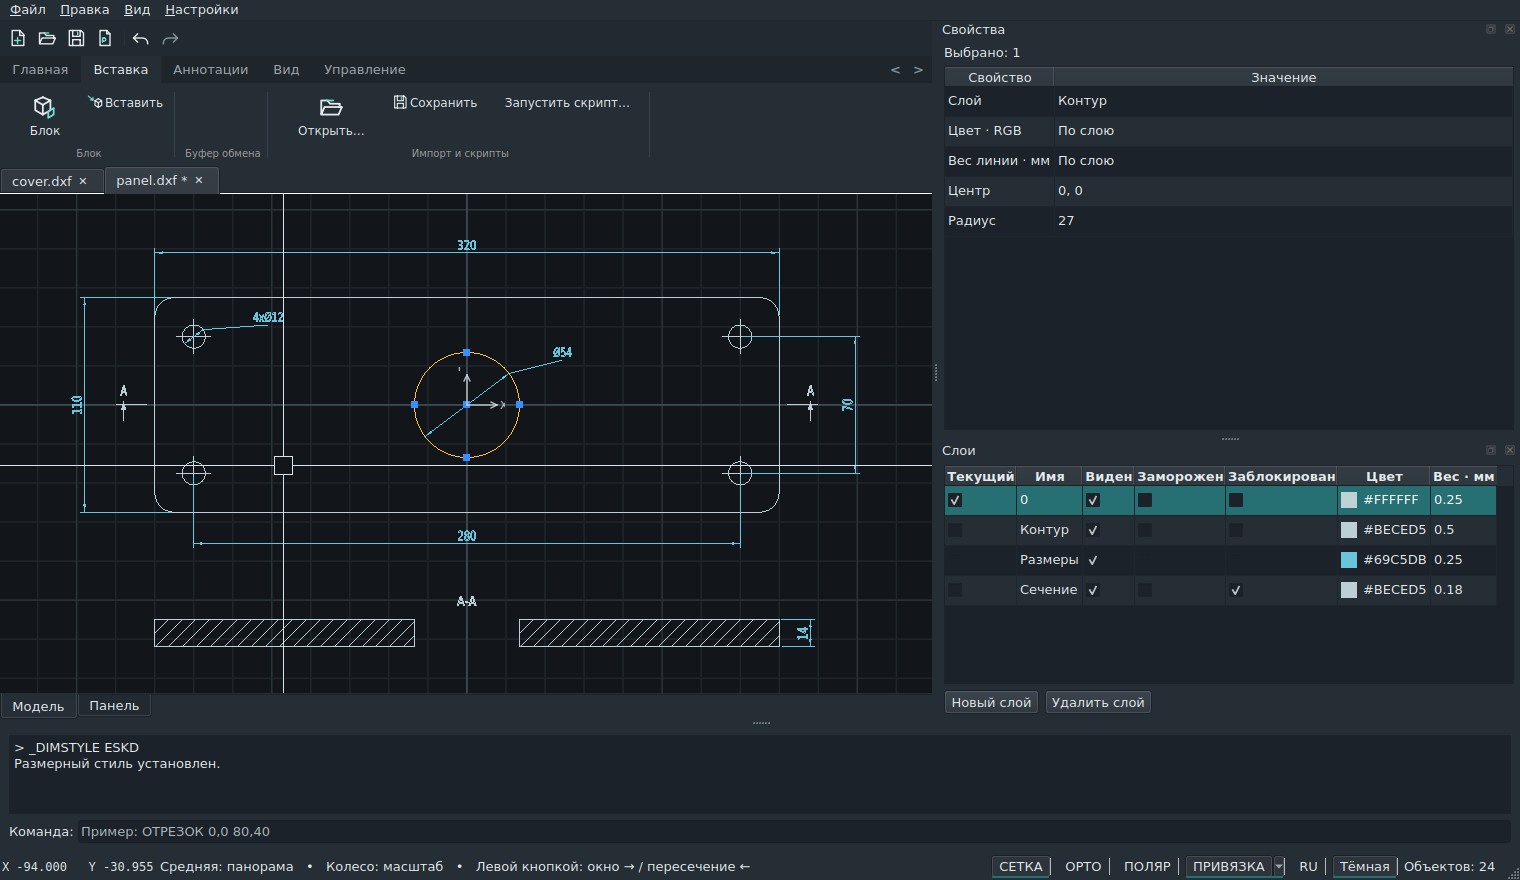 Файл Правка Вид Настройки
Главная Вставка Аннотации Вид Управление < >
Блок
Вставить
Блок
Буфер обмена
Открыть...
Сохранить
Запустить скрипт...
Импорт и скрипты
cover.dxf ✕ panel.dxf * ✕
320
4xØ12
Ø54
A
A
110
70
X
280
A-A
14
Модель Панель
Свойства
Выбрано: 1
Свойство Значение
Слой Контур
Цвет · RGB По слою
Вес линии · мм По слою
Центр 0, 0
Радиус 27
Слои
Текущий Имя Виден Заморожен Заблокирован Цвет Вес · мм
0 #FFFFFF 0.25
Контур #BECED5 0.5
Размеры #69C5DB 0.25
Сечение #BECED5 0.18
Новый слой Удалить слой
> _DIMSTYLE ESKD
Размерный стиль установлен.
Команда: Пример: ОТРЕЗОК 0,0 80,40
X -94.000 Y -30.955 Средняя: панорама • Колесо: масштаб • Левой кнопкой: окно → / пересечение ← СЕТКА ОРТО ПОЛЯР ПРИВЯЗКА RU Тёмная Объектов: 24